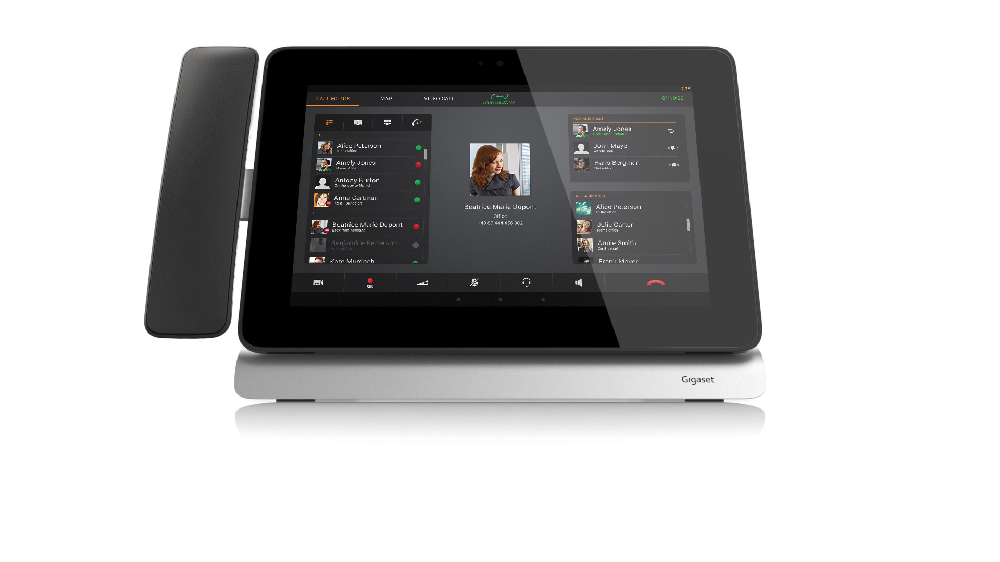 2:35
CALL EDITOR
MAP
VIDEO CALL
+49 89 444 456 902
01:10:25
A
Alice Peterson
In the office
Amely Jones
Home office
Antony Burton
On the way to Munich
Anna Cartman
India - Bangalore
B
Beatrice Marie Dupont
Back from holidays
Benjamine Petterson
Home office
Kate Murdoch
Beatrice Marie Dupont
Office
+49 89 444 456 902
INCOMING CALLS
Amely Jones
Recall after Transfer
John Mayer
On the road
Hans Bergman
Düsseldorf
CALLS ON HOLD
Alice Peterson
In the office
Julie Carter
Home office
Annie Smith
On the road
Frank Mayer
REC
Gigaset